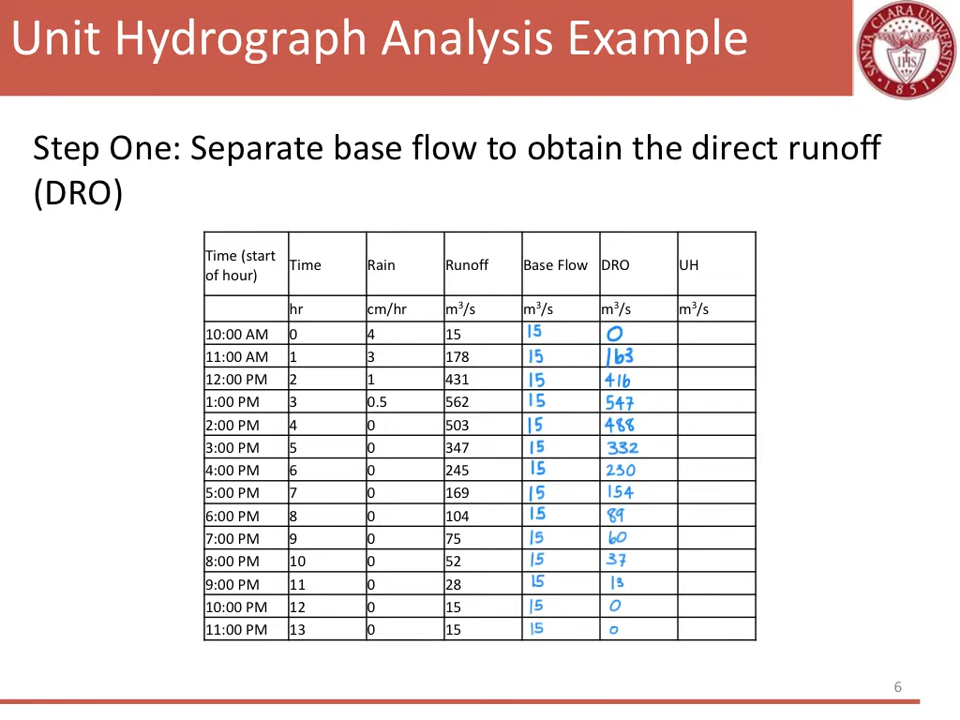 Unit Hydrograph Analysis Example
SANTA CLARA UNIVERSITY
IHS
1851
Step One: Separate base flow to obtain the direct runoff
(DRO)
Time (start of hour) Time Rain Runoff Base Flow DRO UH
hr cm/hr m³/s m³/s m³/s m³/s
10:00 AM 0 4 15 15 0
11:00 AM 1 3 178 15 163
12:00 PM 2 1 431 15 416
1:00 PM 3 0.5 562 15 547
2:00 PM 4 0 503 15 488
3:00 PM 5 0 347 15 332
4:00 PM 6 0 245 15 230
5:00 PM 7 0 169 15 154
6:00 PM 8 0 104 15 89
7:00 PM 9 0 75 15 60
8:00 PM 10 0 52 15 37
9:00 PM 11 0 28 15 13
10:00 PM 12 0 15 15 0
11:00 PM 13 0 15 15 0
6